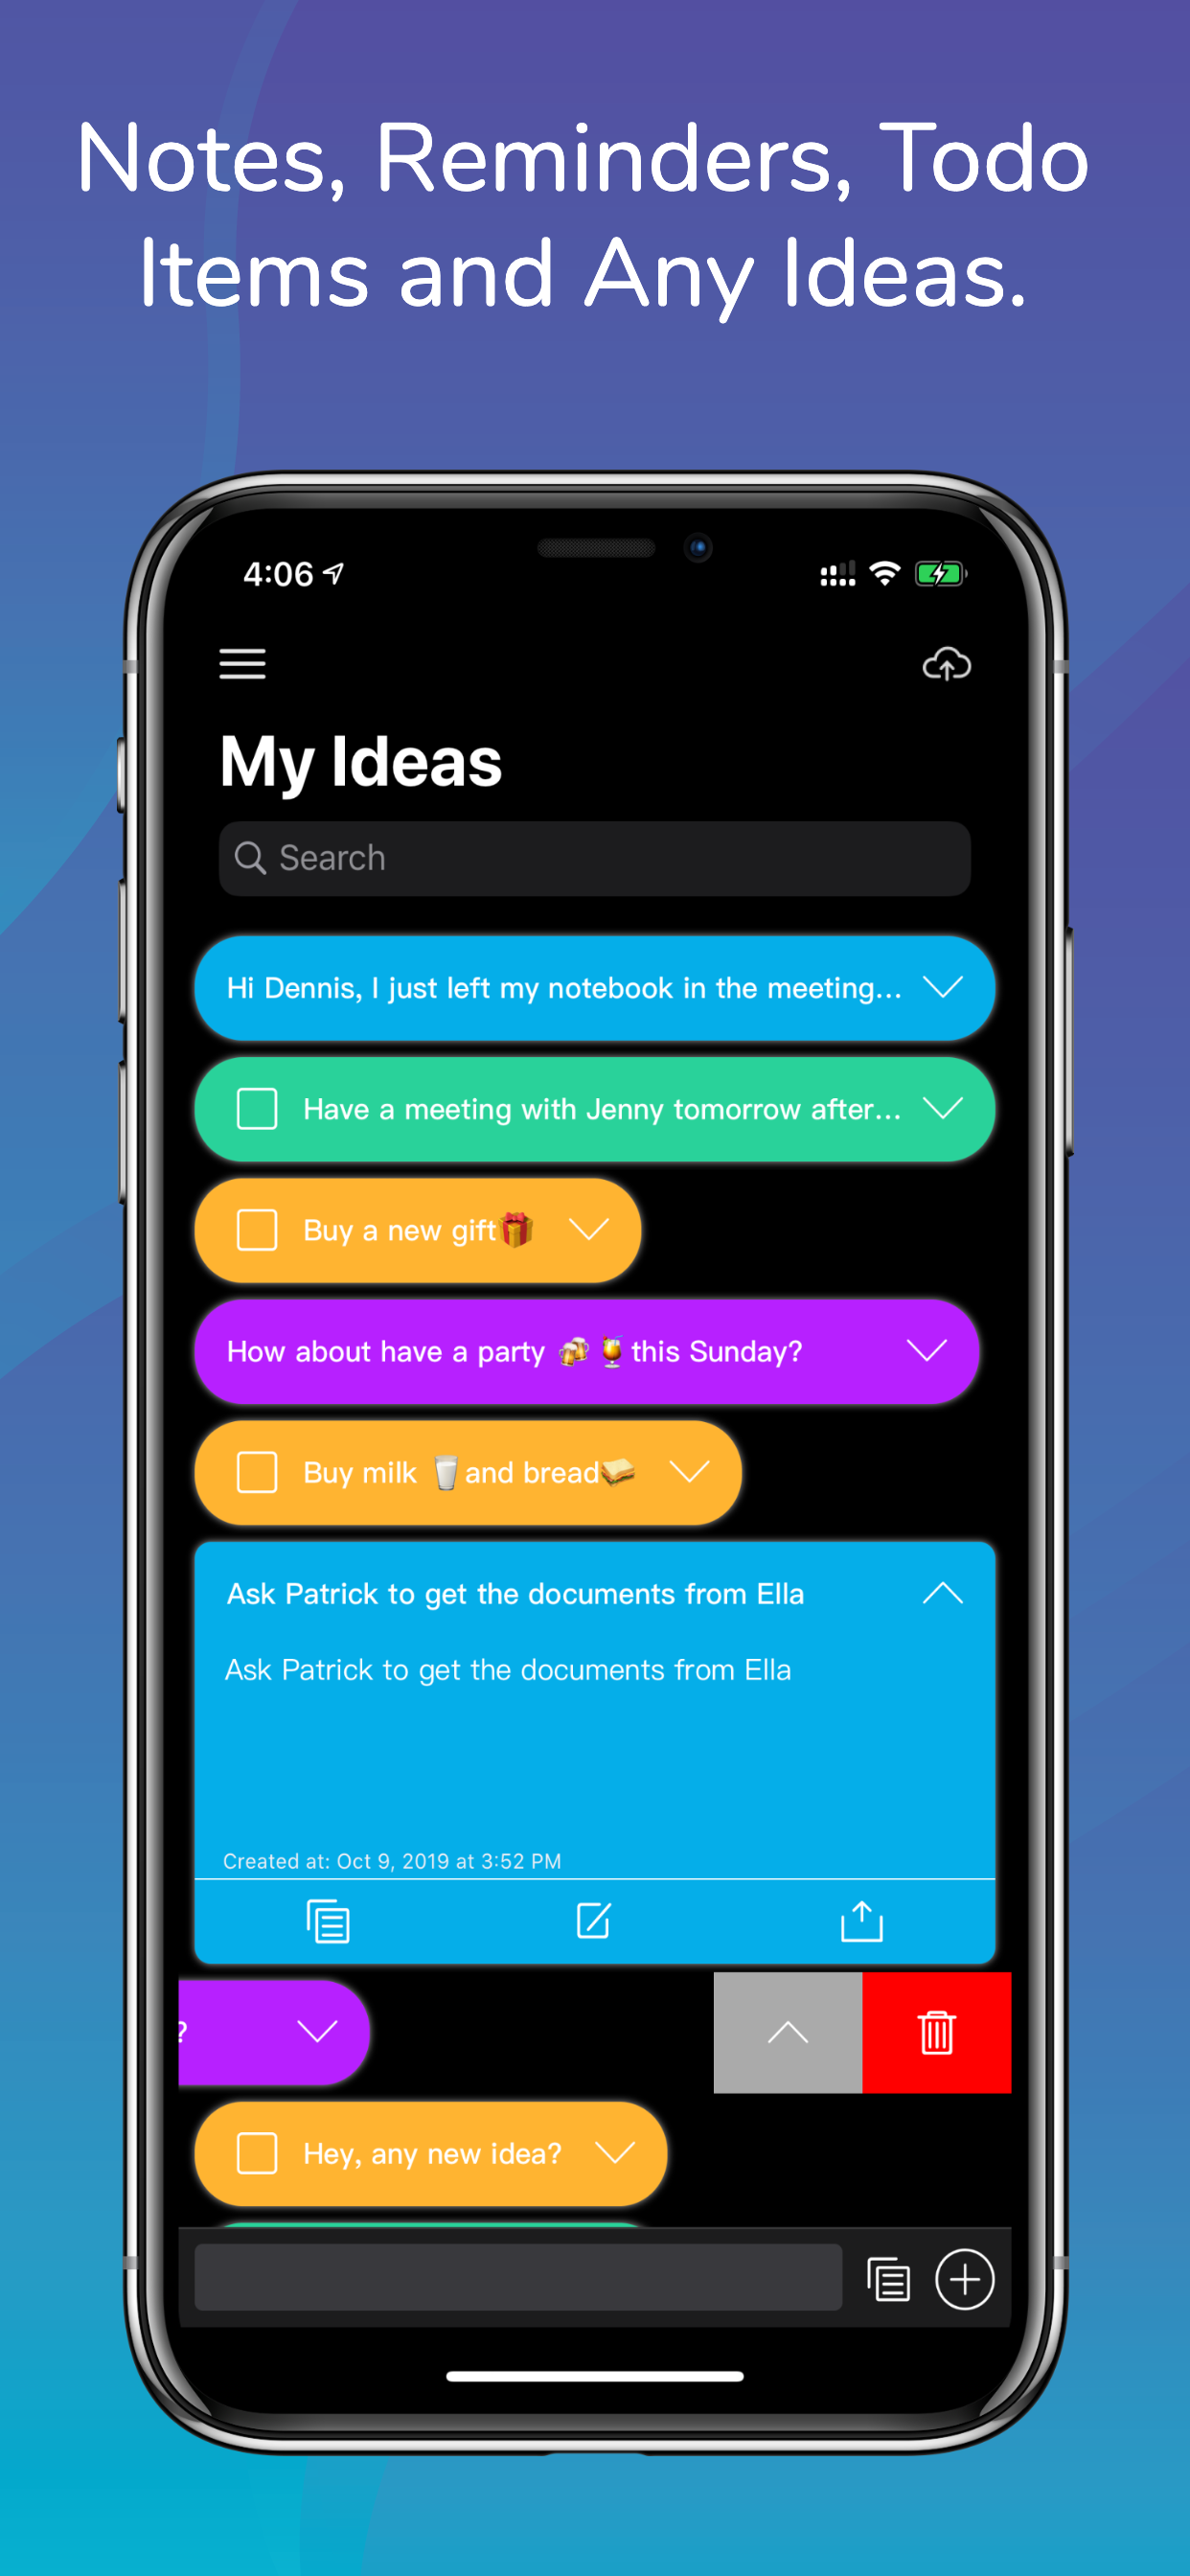 Notes, Reminders, Todo
Items and Any Ideas.
4:06
My Ideas
Search
Hi Dennis, I just left my notebook in the meeting...
Have a meeting with Jenny tomorrow after...
Buy a new gift🎁
How about have a party 🍻🍹this Sunday?
Buy milk 🥛and bread🥪
Ask Patrick to get the documents from Ella
Ask Patrick to get the documents from Ella
Created at: Oct 9, 2019 at 3:52 PM
?
Hey, any new idea?